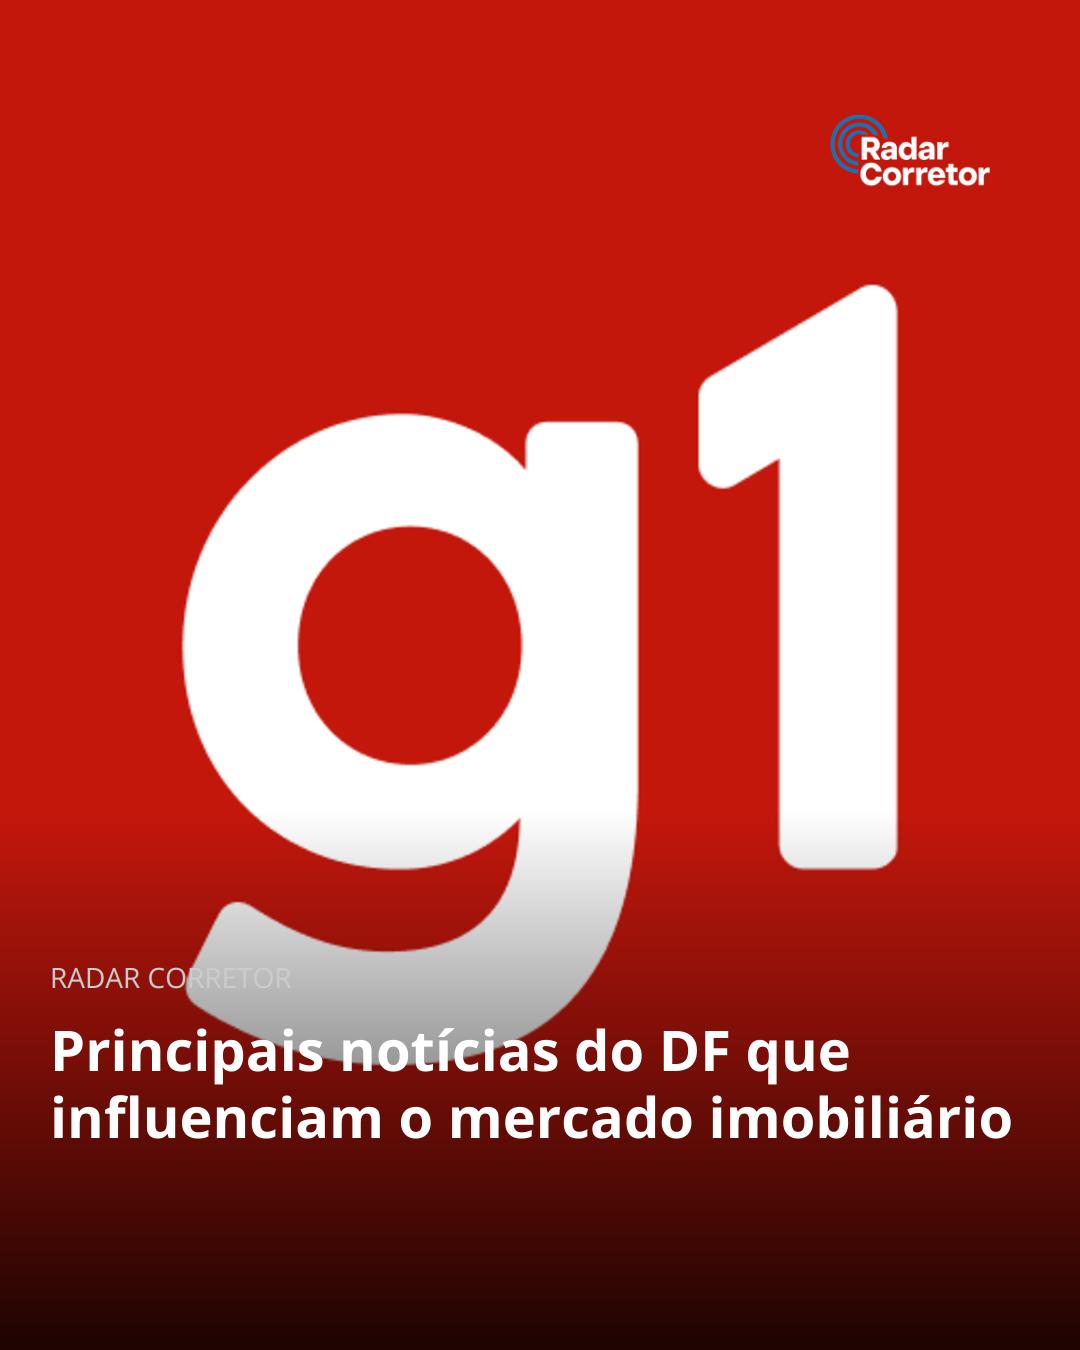 Radar
Corretor
g1
RADAR CORRETOR
Principais notícias do DF que
influenciam o mercado imobiliário